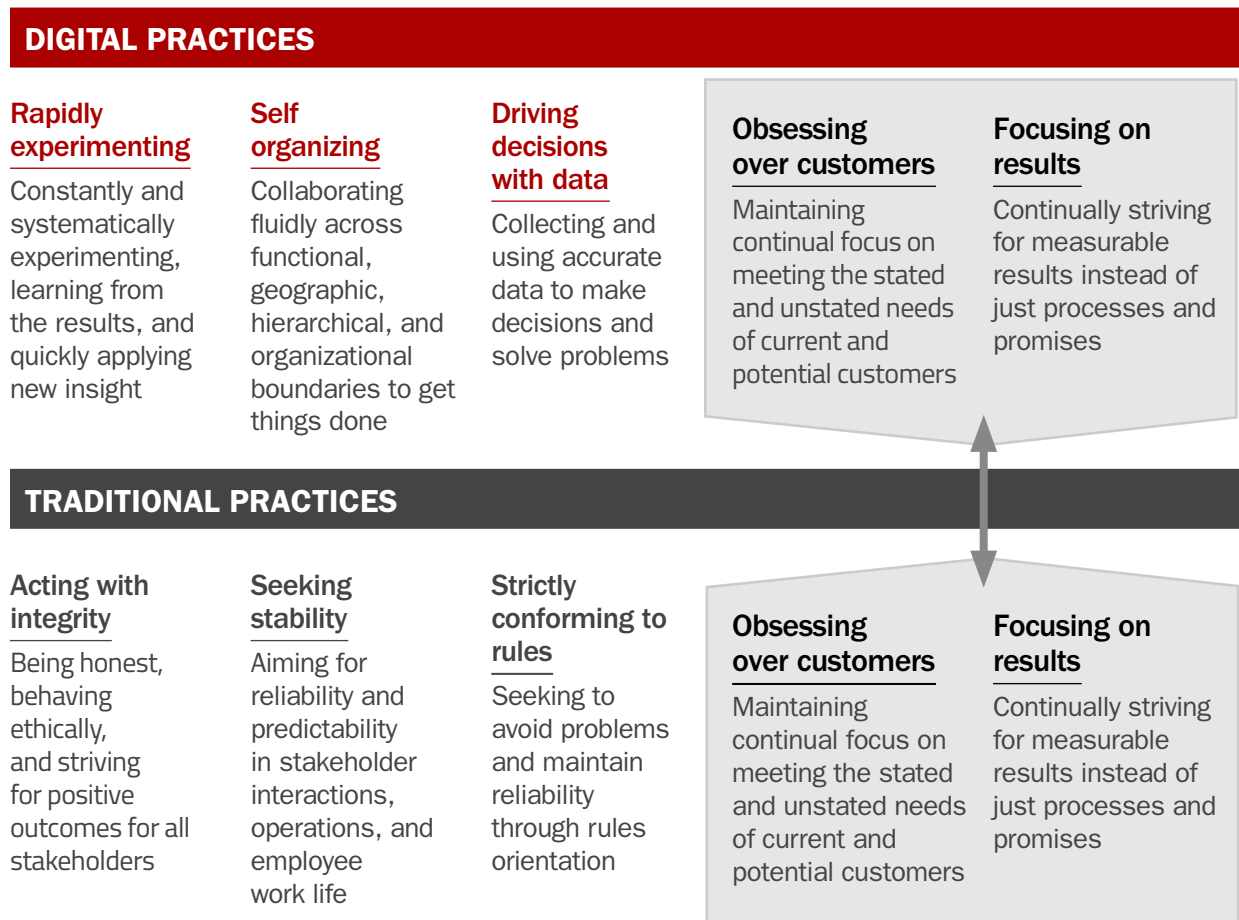 DIGITAL PRACTICES
Rapidly
experimenting
Constantly and
systematically
experimenting,
learning from
the results, and
quickly applying
new insight
Self
organizing
Collaborating
fluidly across
functional,
geographic,
hierarchical, and
organizational
boundaries to get
things done
Driving
decisions
with data
Collecting and
using accurate
data to make
decisions and
solve problems
Obsessing
over customers
Maintaining
continual focus on
meeting the stated
and unstated needs
of current and
potential customers
Focusing on
results
Continually striving
for measurable
results instead of
just processes and
promises
TRADITIONAL PRACTICES
Acting with
integrity
Being honest,
behaving
ethically,
and striving
for positive
outcomes for all
stakeholders
Seeking
stability
Aiming for
reliability and
predictability
in stakeholder
interactions,
operations, and
employee
work life
Strictly
conforming to
rules
Seeking to
avoid problems
and maintain
reliability
through rules
orientation
Obsessing
over customers
Maintaining
continual focus on
meeting the stated
and unstated needs
of current and
potential customers
Focusing on
results
Continually striving
for measurable
results instead of
just processes and
promises